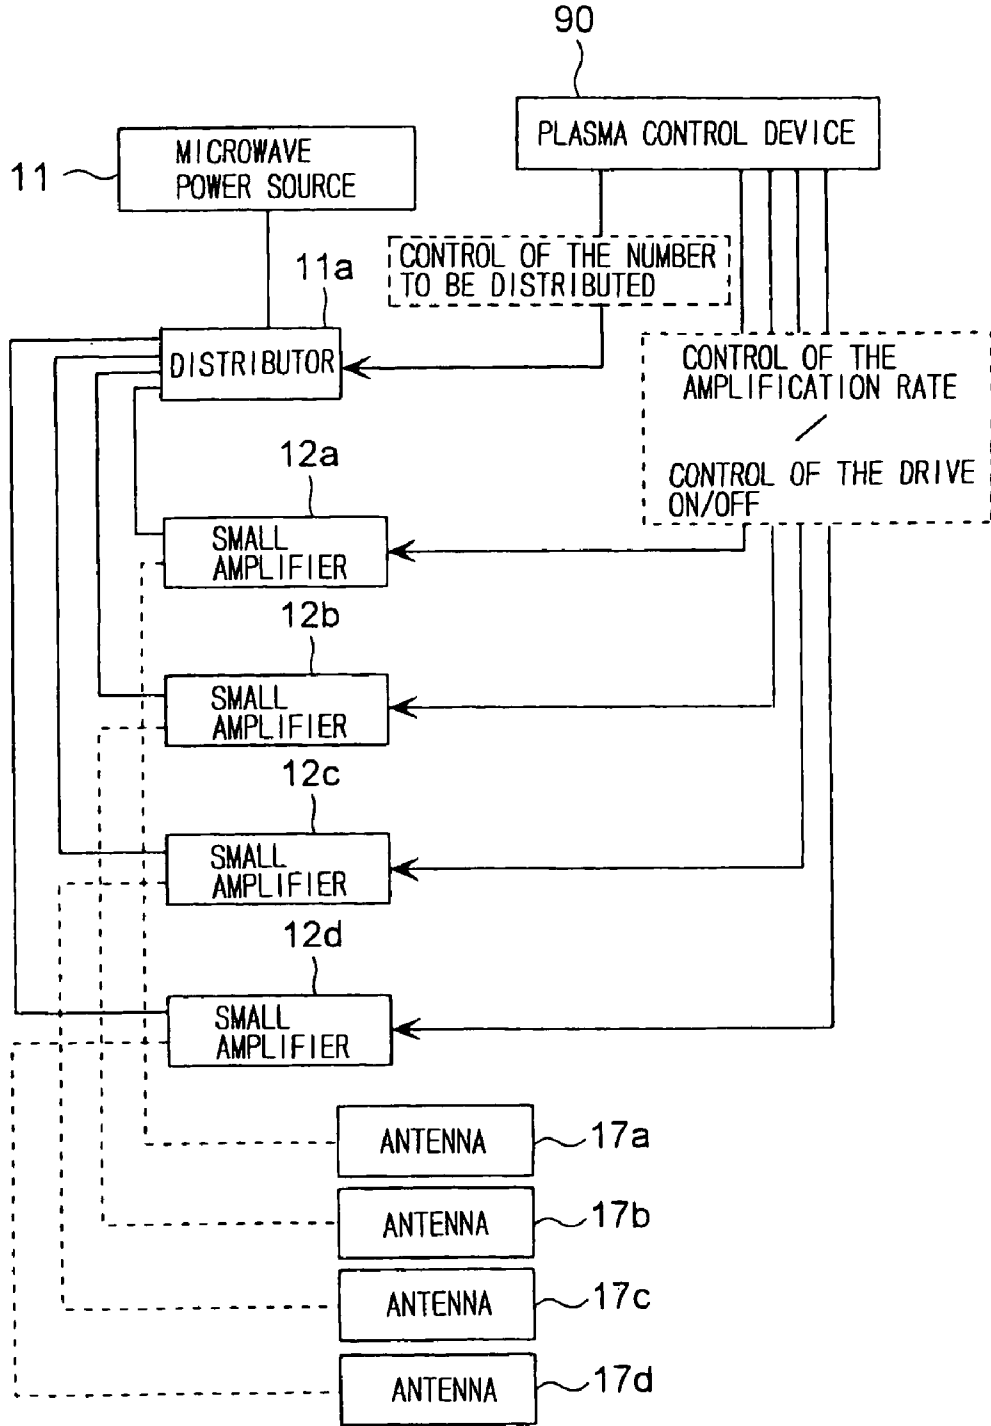 90
PLASMA CONTROL DEVICE
MICROWAVE
POWER SOURCE
11
CONTROL OF THE NUMBER
TO BE DISTRIBUTED
11a
DISTRIBUTOR
CONTROL OF THE
AMPLIFICATION RATE
/
CONTROL OF THE DRIVE
ON/OFF
12a
SMALL
AMPLIFIER
12b
SMALL
AMPLIFIER
12c
SMALL
AMPLIFIER
12d
SMALL
AMPLIFIER
ANTENNA
17a
ANTENNA
17b
ANTENNA
17c
ANTENNA
17d